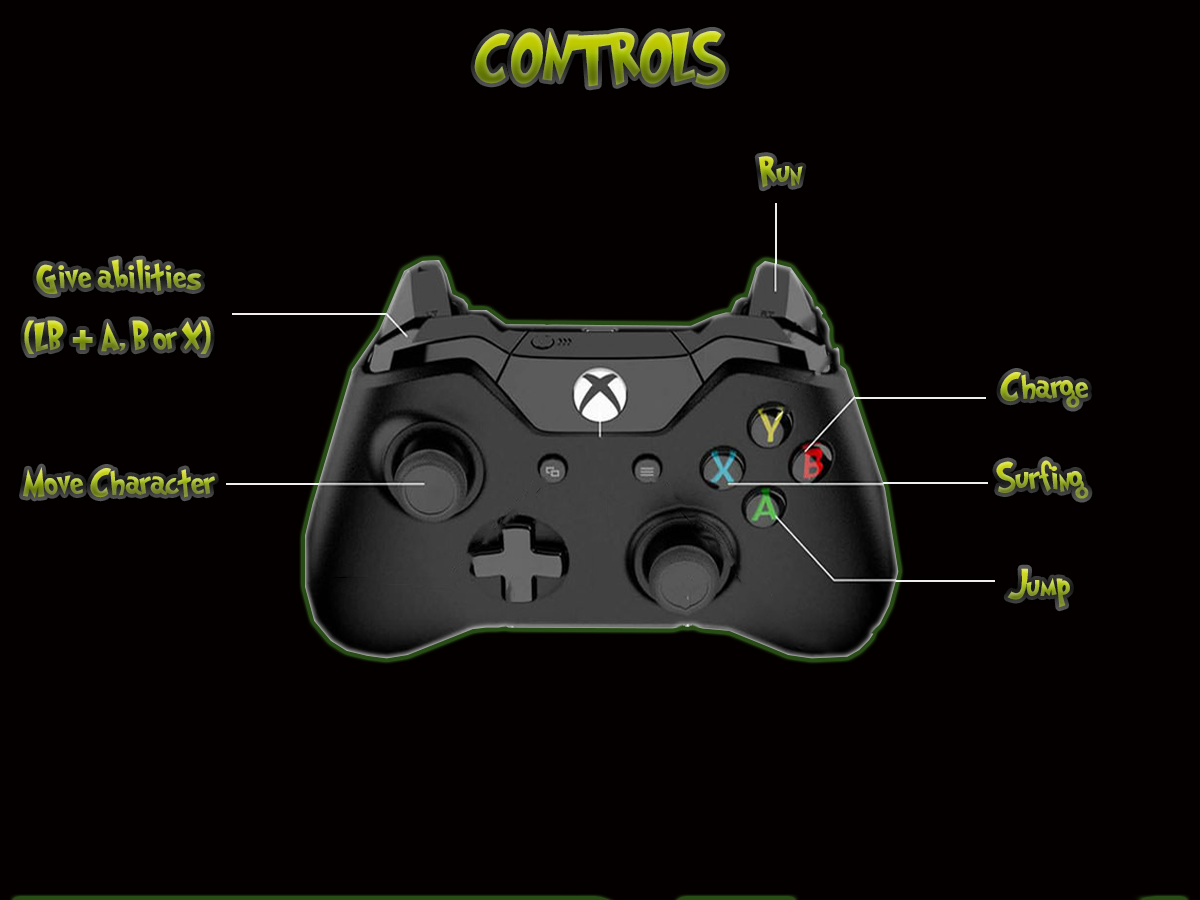 CONTROLS
Run
Give abilities
(LB + A, B or X)
Charge
Y
X
B
Surfing
Move Character
A
Jump